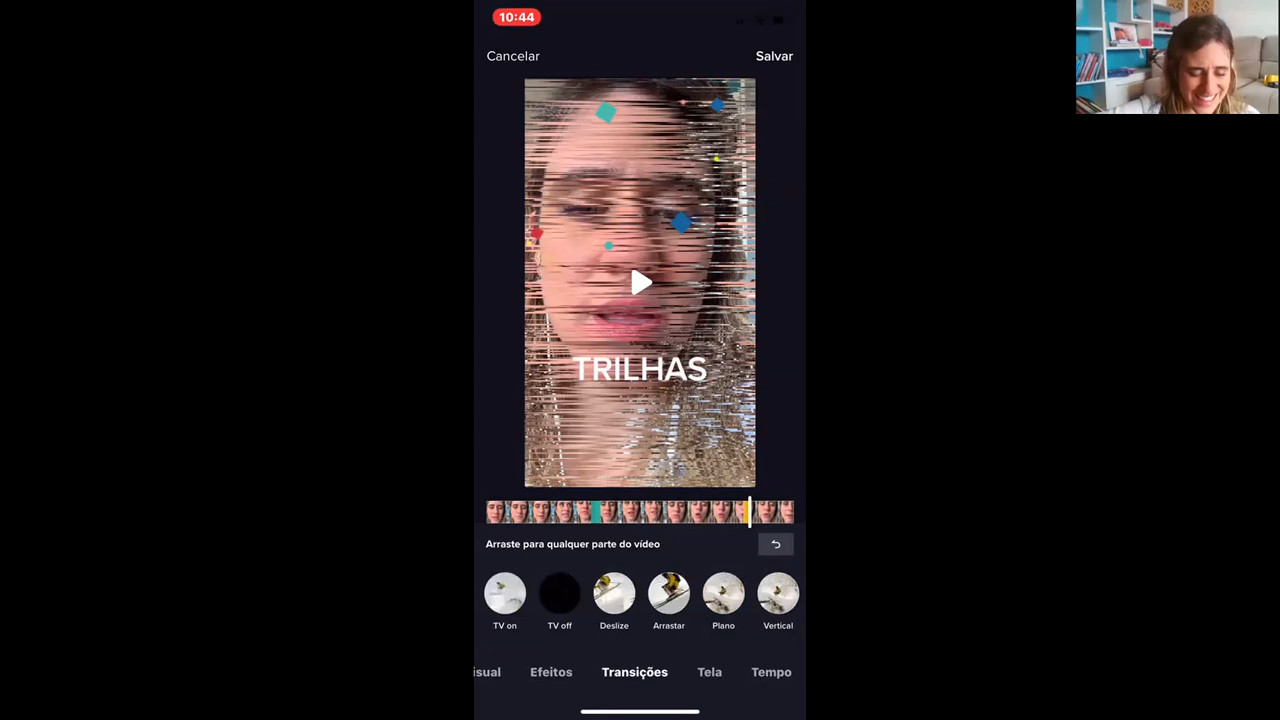 10:44
Cancelar
Salvar
TRILHAS
Arraste para qualquer parte do vídeo
TV on
TV off
Deslize
Arrastar
Plano
Vertical
isual
Efeitos
Transições
Tela
Tempo